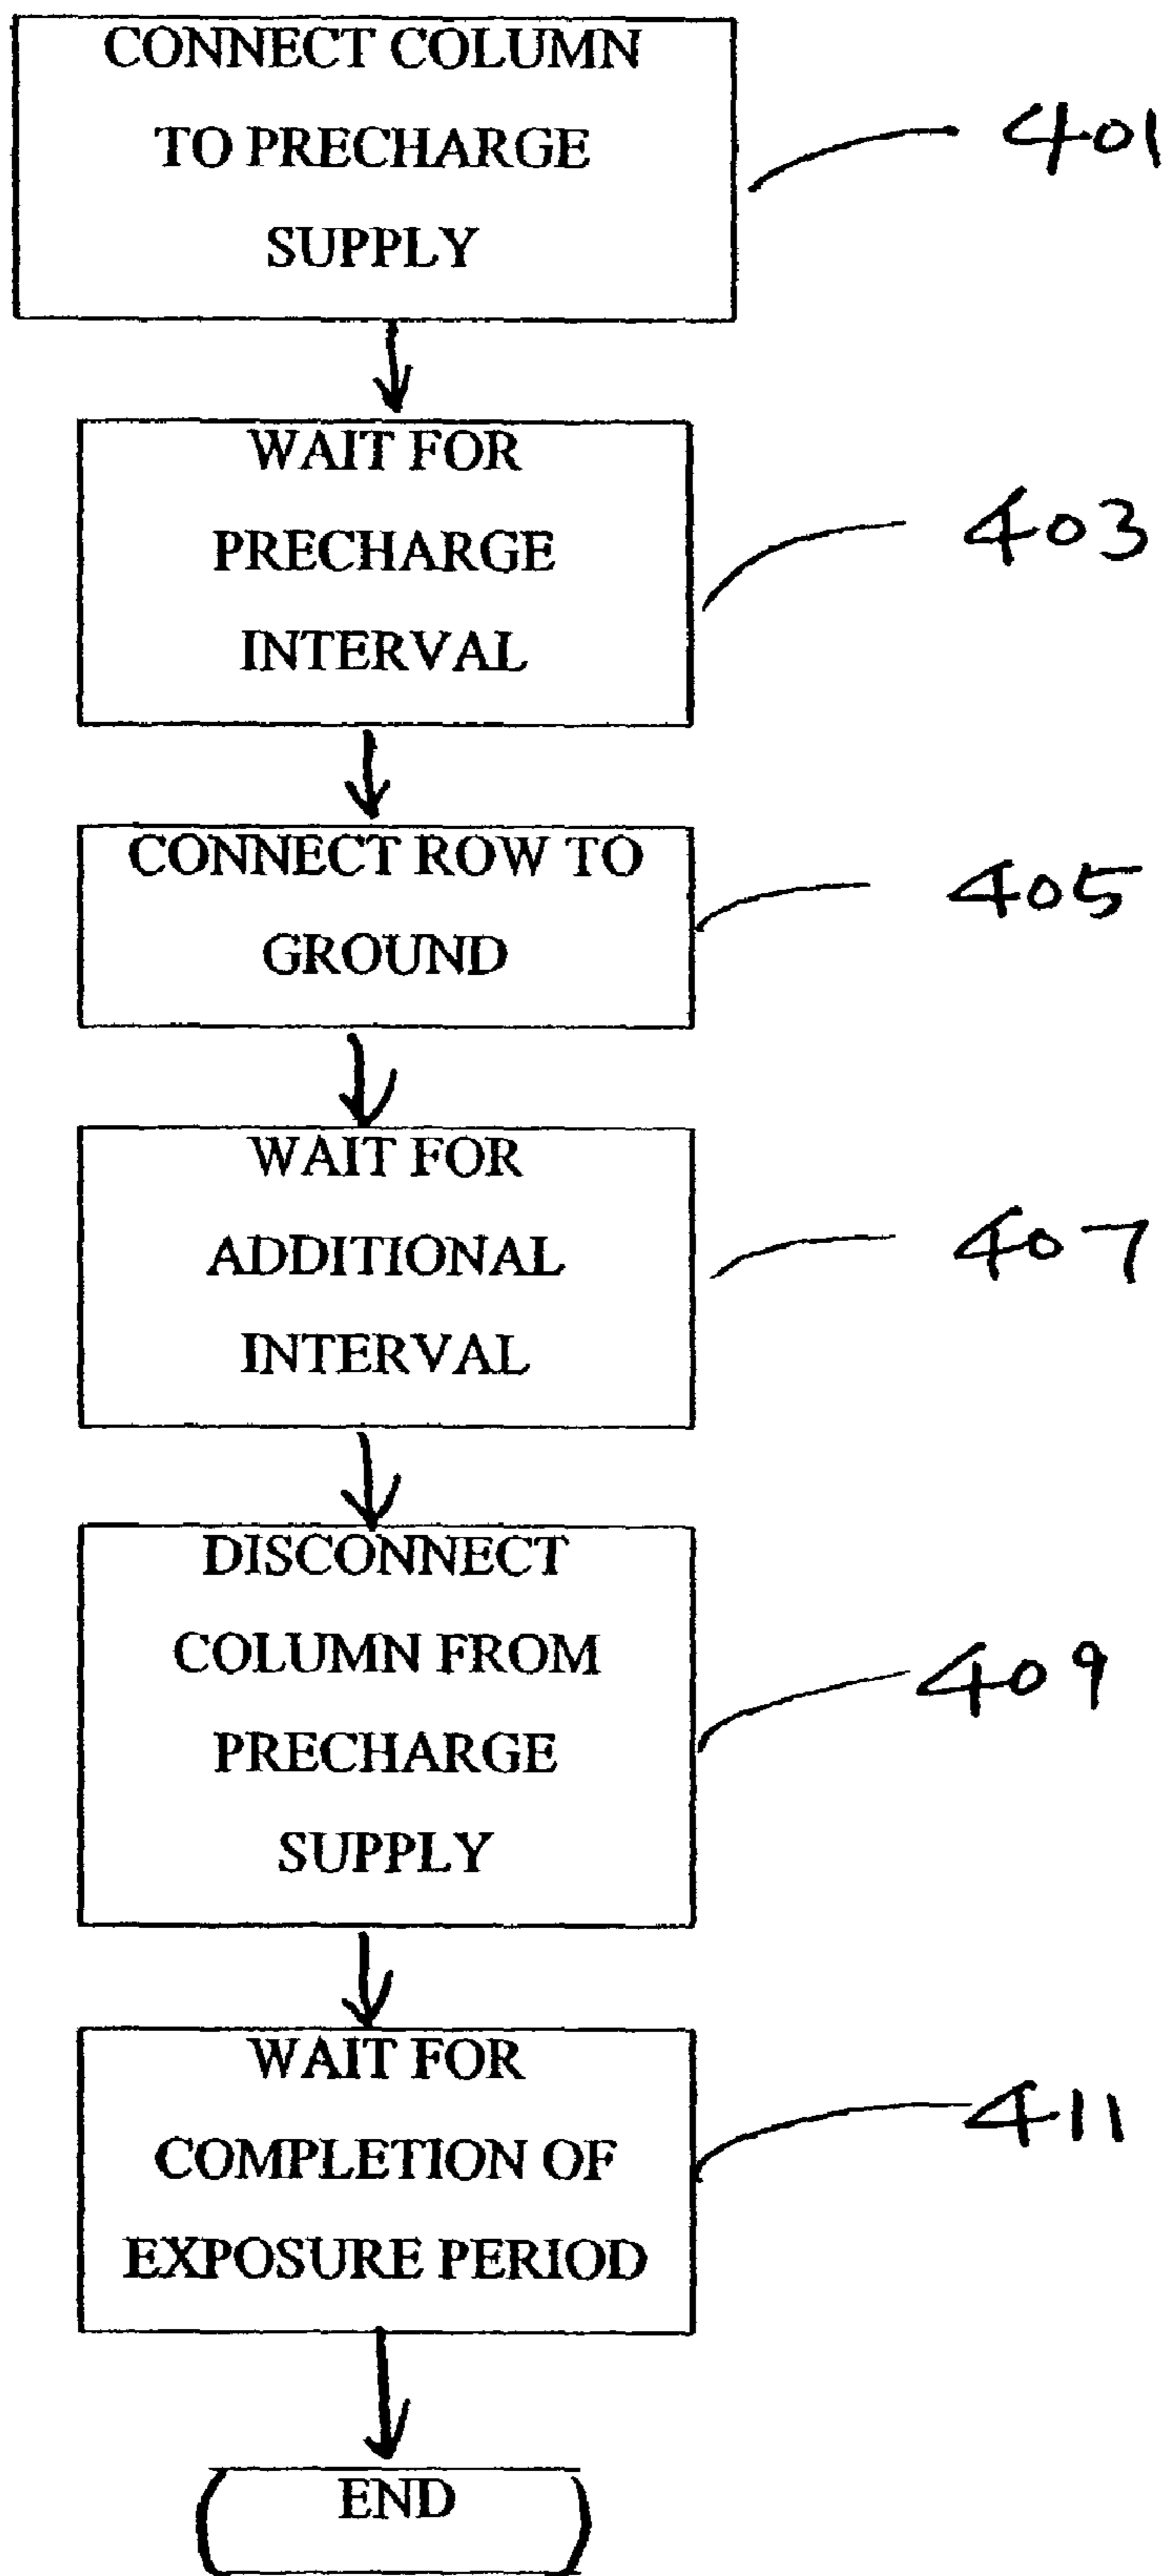 CONNECT COLUMN
TO PRECHARGE
SUPPLY
401
WAIT FOR
PRECHARGE
INTERVAL
403
CONNECT ROW TO
GROUND
405
WAIT FOR
ADDITIONAL
INTERVAL
407
DISCONNECT
COLUMN FROM
PRECHARGE
SUPPLY
409
WAIT FOR
COMPLETION OF
EXPOSURE PERIOD
411
END